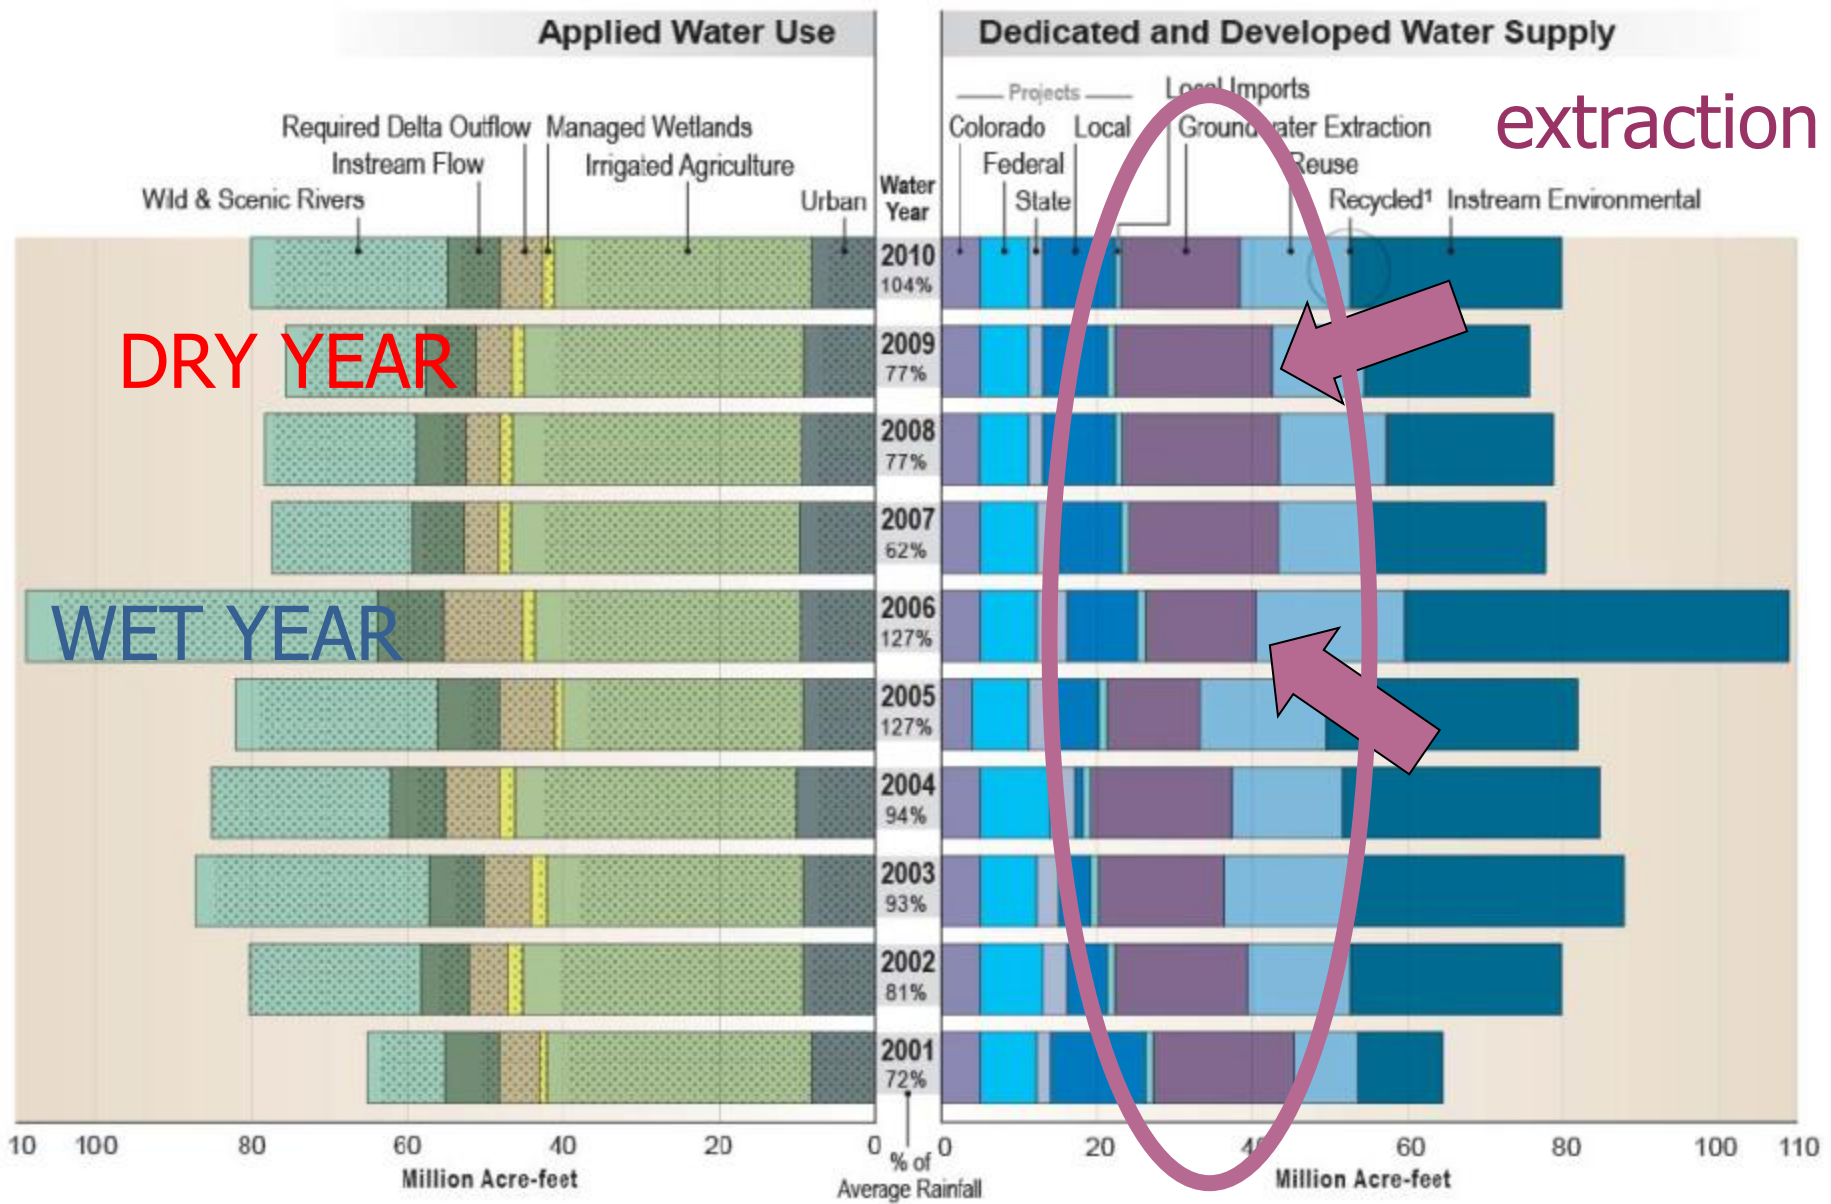 Applied Water Use
Dedicated and Developed Water Supply
Projects
Local Imports
extraction
Required Delta Outflow
Managed Wetlands
Colorado
Local
Groundwater Extraction
Instream Flow
Irrigated Agriculture
Federal
Reuse
Wild & Scenic Rivers
Urban
Water
Year
State
Recycled¹
Instream Environmental
2010
104%
DRY YEAR
2009
77%
2008
77%
2007
62%
WET YEAR
2006
127%
2005
127%
2004
94%
2003
93%
2002
81%
2001
72%
10 100 80 60 40 20 0
0 20 40 60 80 100 110
Million Acre-feet
% of
Average Rainfall
Million Acre-feet